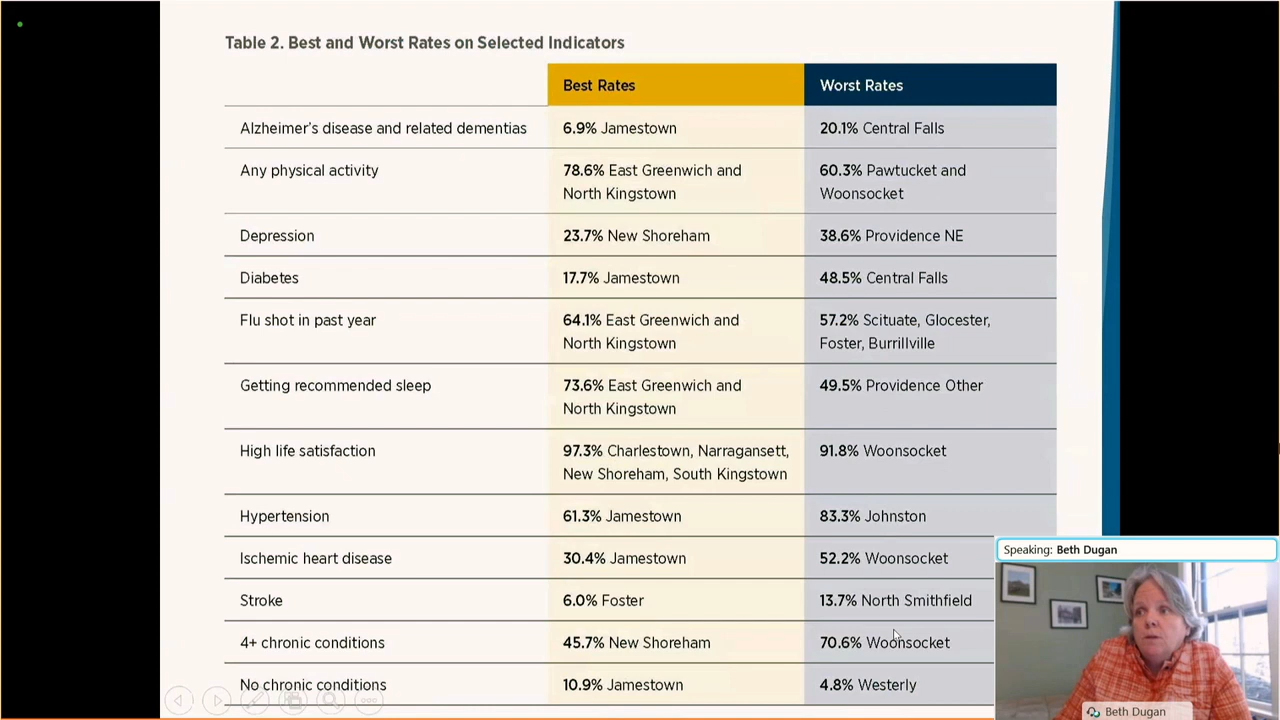 Table 2. Best and Worst Rates on Selected Indicators
Best Rates
Worst Rates
Alzheimer's disease and related dementias
6.9% Jamestown
20.1% Central Falls
Any physical activity
78.6% East Greenwich and
North Kingstown
60.3% Pawtucket and
Woonsocket
Depression
23.7% New Shoreham
38.6% Providence NE
Diabetes
17.7% Jamestown
48.5% Central Falls
Flu shot in past year
64.1% East Greenwich and
North Kingstown
57.2% Scituate, Glocester,
Foster, Burrillville
Getting recommended sleep
73.6% East Greenwich and
North Kingstown
49.5% Providence Other
High life satisfaction
97.3% Charlestown, Narragansett,
New Shoreham, South Kingstown
91.8% Woonsocket
Hypertension
61.3% Jamestown
83.3% Johnston
Ischemic heart disease
30.4% Jamestown
52.2% Woonsocket
Stroke
6.0% Foster
13.7% North Smithfield
4+ chronic conditions
45.7% New Shoreham
70.6% Woonsocket
No chronic conditions
10.9% Jamestown
4.8% Westerly
Speaking: Beth Dugan
Beth Dugan